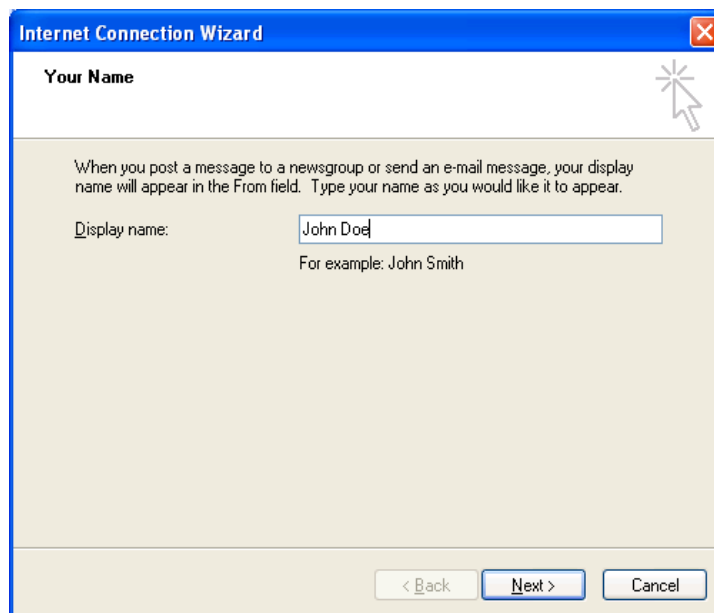 Internet Connection Wizard
Your Name
When you post a message to a newsgroup or send an e-mail message, your display
name will appear in the From field.  Type your name as you would like it to appear.
Display name: John Doe
For example: John Smith
< Back Next > Cancel